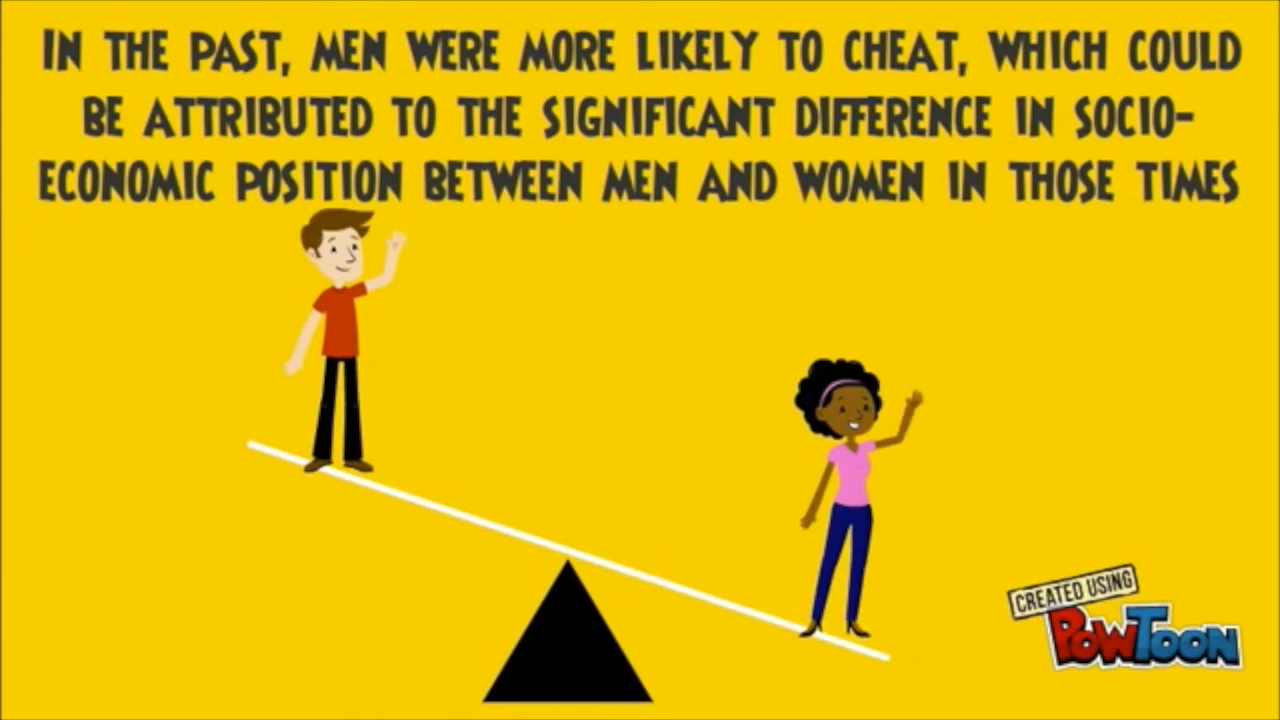 IN THE PAST, MEN WERE MORE LIKELY TO CHEAT, WHICH COULD
BE ATTRIBUTED TO THE SIGNIFICANT DIFFERENCE IN SOCIO-
ECONOMIC POSITION BETWEEN MEN AND WOMEN IN THOSE TIMES
CREATED USING
POWTOON